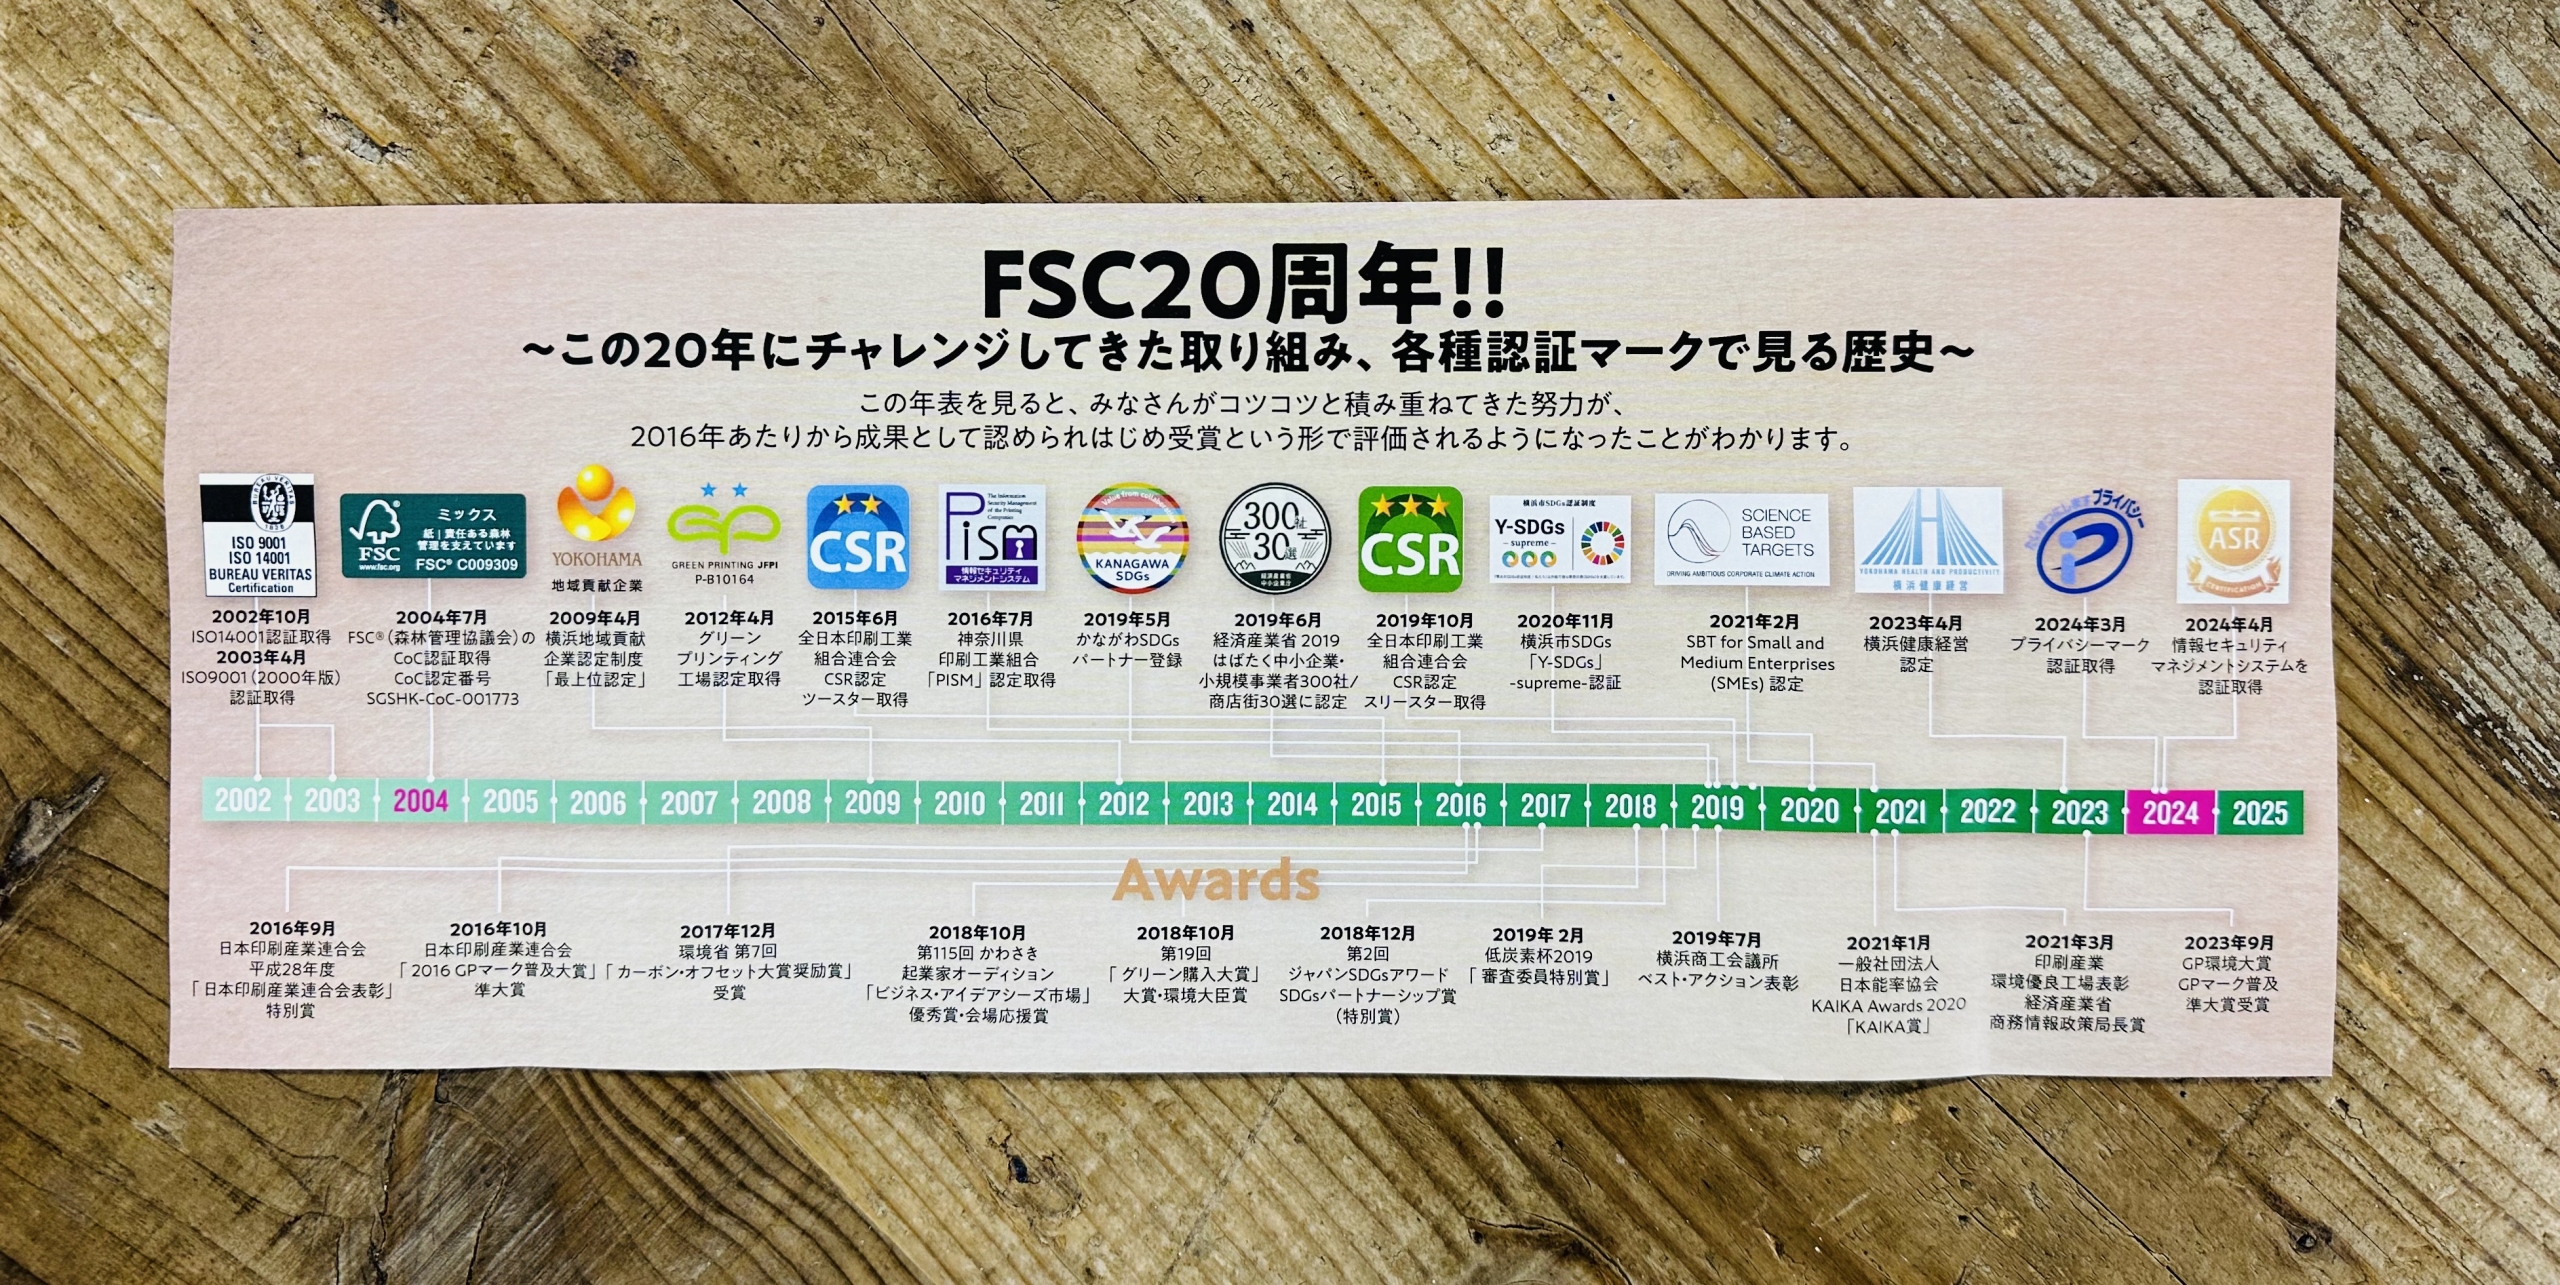 FSC20周年!!
〜この20年にチャレンジしてきた取り組み、各種認証マークで見る歴史〜
この年表を見ると、みなさんがコツコツと積み重ねてきた努力が、
2016年あたりから成果として認められはじめ受賞という形で評価されるようになったことがわかります。
BUREAU VERITAS
1828
ISO 9001
ISO 14001
BUREAU VERITAS
Certification
2002年10月
ISO14001認証取得
2003年4月
ISO9001(2000年版)
認証取得
FSC
www.fsc.org
ミックス
紙|責任ある森林
管理を支えています
FSC® C009309
2004年7月
FSC®(森林管理協議会)の
CoC認証取得
CoC認定番号
SGSHK-CoC-001773
YOKOHAMA
地域貢献企業
2009年4月
横浜地域貢献
企業認定制度
「最上位認定」
GP
GREEN PRINTING JFPI
P-B10164
2012年4月
グリーン
プリンティング
工場認定取得
CSR
2015年6月
全日本印刷工業
組合連合会
CSR認定
ツースター取得
Pism
The Information
Security Management
of the Printing
Companies
情報セキュリティ
マネジメントシステム
2016年7月
神奈川県
印刷工業組合
「PISM」認定取得
Value from collabo
KANAGAWA
SDGs
2019年5月
かながわSDGs
パートナー登録
300社
30選
経済産業省
中小企業庁
2019年6月
経済産業省 2019
はばたく中小企業・
小規模事業者300社/
商店街30選に認定
CSR
2019年10月
全日本印刷工業
組合連合会
CSR認定
スリースター取得
横浜市SDGs認証制度
Y-SDGs
- supreme -
2020年11月
横浜市SDGs
「Y-SDGs」
-supreme-認証
SCIENCE
BASED
TARGETS
DRIVING AMBITIOUS CORPORATE CLIMATE ACTION
2021年2月
SBT for Small and
Medium Enterprises
(SMEs) 認定
YOKOHAMA HEALTH AND PRODUCTIVITY
横浜健康経営
2023年4月
横浜健康経営
認定
プライバシー
2024年3月
プライバシーマーク
認証取得
ASR
CERTIFICATION
2024年4月
情報セキュリティ
マネジメントシステムを
認証取得
2002 2003 2004 2005 2006 2007 2008 2009 2010 2011 2012 2013 2014 2015 2016 2017 2018 2019 2020 2021 2022 2023 2024 2025
Awards
2016年9月
日本印刷産業連合会
平成28年度
「日本印刷産業連合会表彰」
特別賞
2016年10月
日本印刷産業連合会
「2016 GPマーク普及大賞」
準大賞
2017年12月
環境省 第7回
「カーボン・オフセット大賞奨励賞」
受賞
2018年10月
第115回 かわさき
起業家オーディション
「ビジネス・アイデアシーズ市場」
優秀賞・会場応援賞
2018年10月
第19回
「グリーン購入大賞」
大賞・環境大臣賞
2018年12月
第2回
ジャパンSDGsアワード
SDGsパートナーシップ賞
(特別賞)
2019年 2月
低炭素杯2019
「審査委員特別賞」
2019年7月
横浜商工会議所
ベスト・アクション表彰
2021年1月
一般社団法人
日本能率協会
KAIKA Awards 2020
「KAIKA賞」
2021年3月
印刷産業
環境優良工場表彰
経済産業省
商務情報政策局長賞
2023年9月
GP環境大賞
GPマーク普及
準大賞受賞